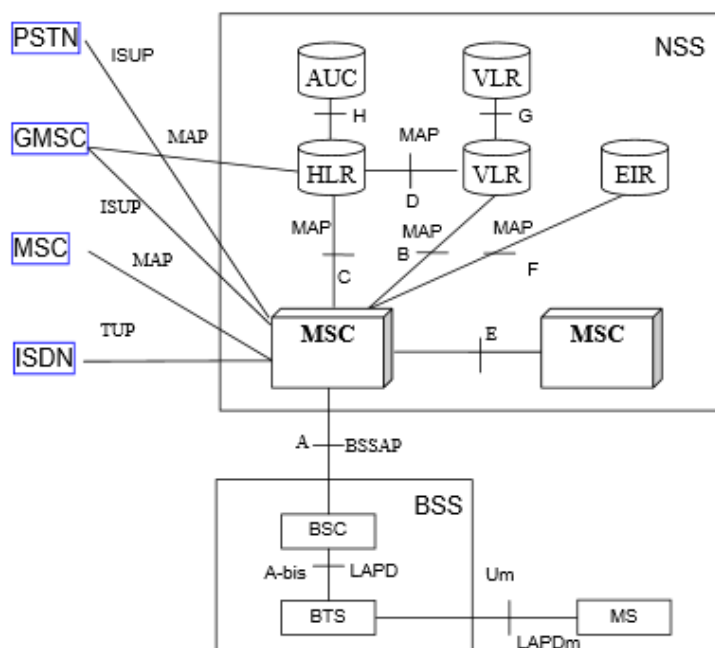 PSTN
ISUP
NSS
AUC
VLR
H
G
GMSC
MAP
MAP
HLR
VLR
EIR
D
ISUP
MAP
MAP
MAP
B
MSC
MAP
C
F
MSC
E
MSC
TUP
ISDN
A
BSSAP
BSS
BSC
A-bis
LAPD
Um
BTS
MS
LAPDm